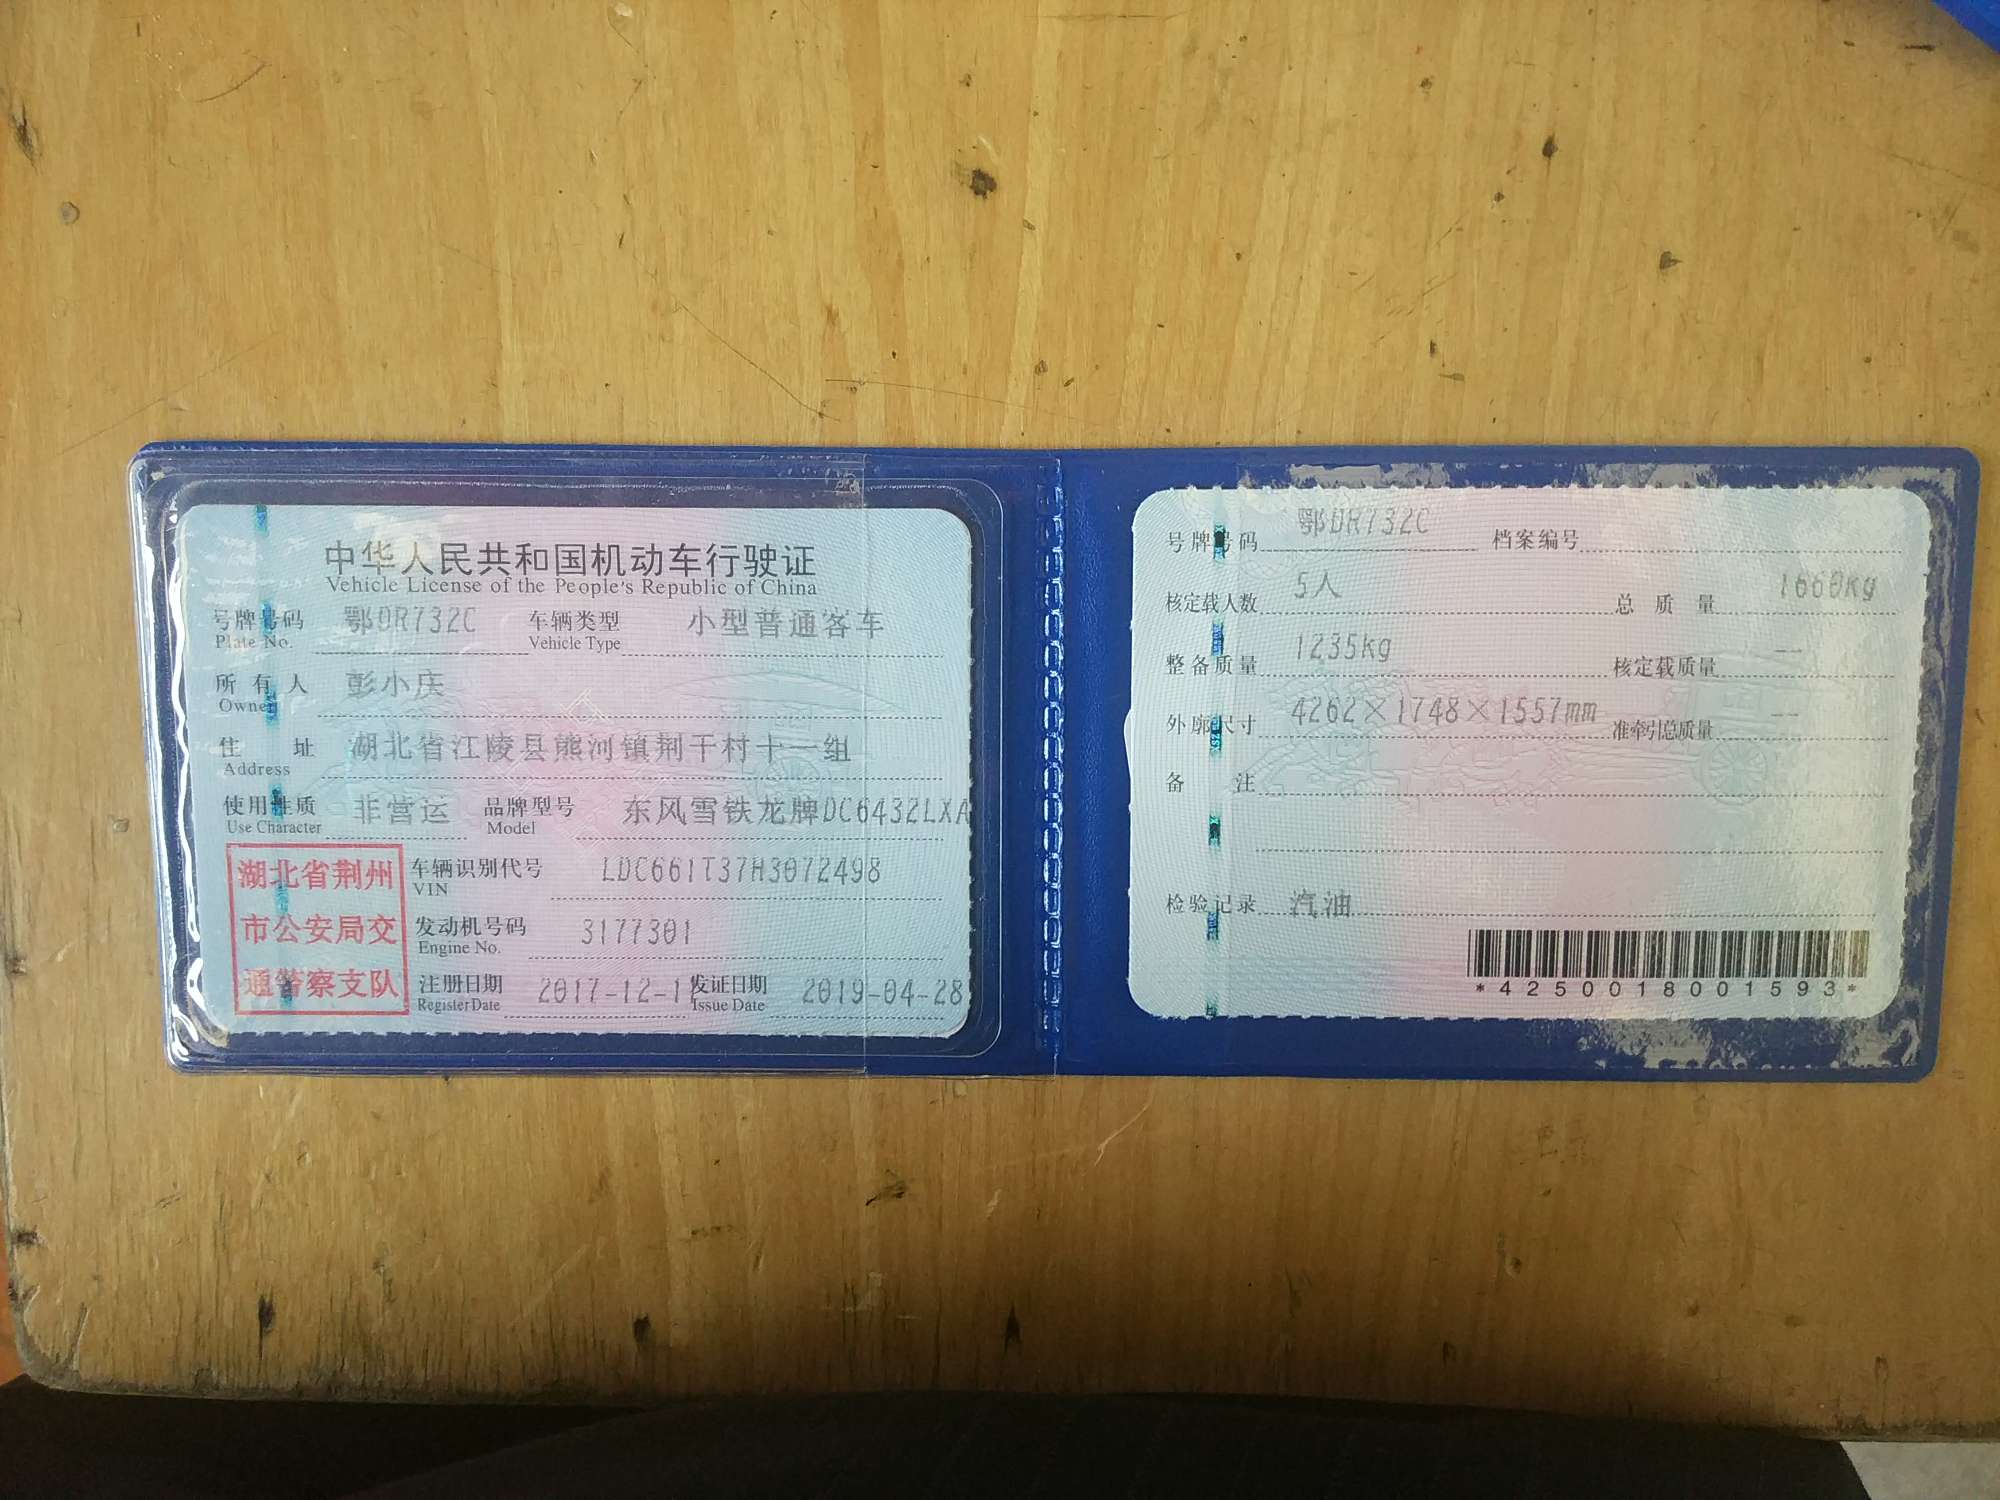 中华人民共和国机动车行驶证
Vehicle License of the People's Republic of China
号牌号码 鄂DR732C 车辆类型 小型普通客车
Plate No. Vehicle Type
所有人 彭小庆
Owner
住址 湖北省江陵县熊河镇荆干村十一组
Address
使用性质 非营运 品牌型号 东风雪铁龙牌DC6432LXA
Use Character Model
湖北省荆州
市公安局交
通警察支队
车辆识别代号 LDC661T37H3072498
VIN
发动机号码 3177301
Engine No.
注册日期 2017-12-1 发证日期 2019-04-28
Register Date Issue Date
号牌号码 鄂DR732C 档案编号
核定载人数 5人 总质量 1660kg
整备质量 1235kg 核定载质量 --
外廓尺寸 4262×1748×1557mm 准牵引总质量 --
备注
检验记录 汽油
*4250018001593*